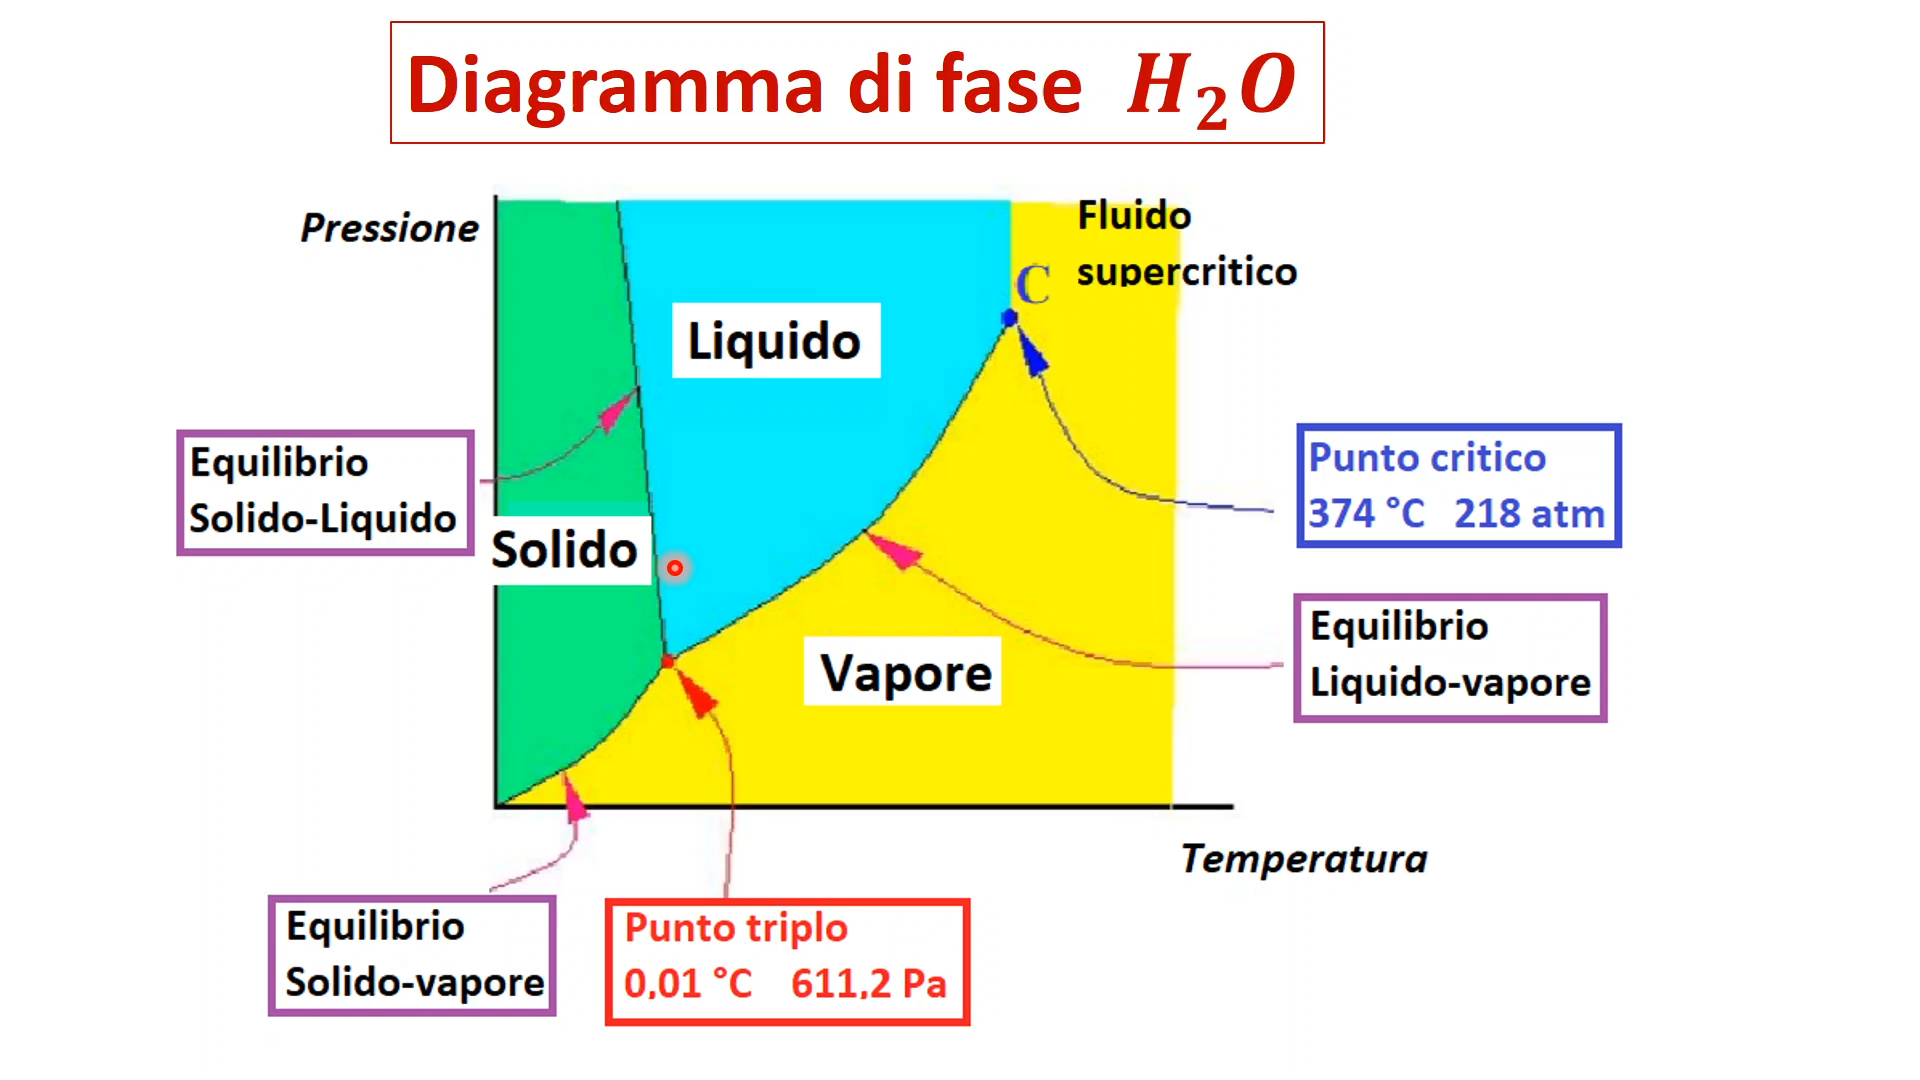 Diagramma di fase H₂O
Pressione
Fluido
supercritico
C
Liquido
Equilibrio
Solido-Liquido
Punto critico
374 °C 218 atm
Solido
Equilibrio
Liquido-vapore
Vapore
Temperatura
Equilibrio
Solido-vapore
Punto triplo
0,01 °C 611,2 Pa